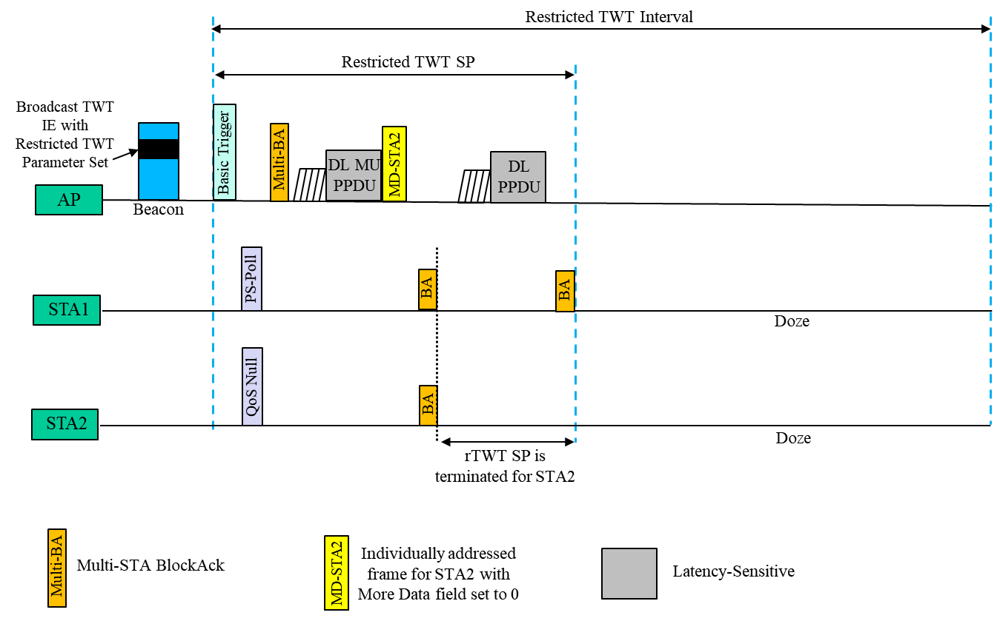 Restricted TWT Interval
Restricted TWT SP
Broadcast TWT
IE with
Restricted TWT
Parameter Set
Basic Trigger
Multi-BA
DL MU
PPDU
MD-STA2
DL
PPDU
AP
Beacon
PS-Poll
BA
BA
STA1
Doze
QoS Null
BA
STA2
Doze
rTWT SP is
terminated for STA2
Multi-BA
Multi-STA BlockAck
MD-STA2
Individually addressed
frame for STA2 with
More Data field set to 0
Latency-Sensitive